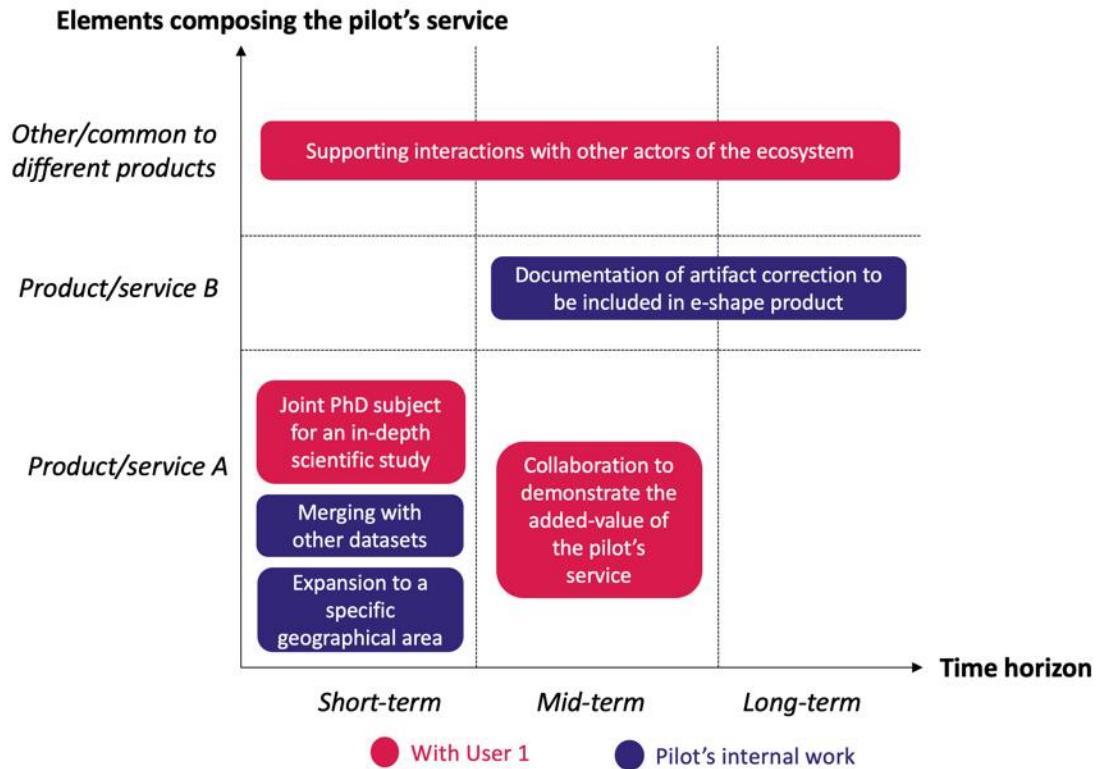 Elements composing the pilot's service
Other/common to
different products
Supporting interactions with other actors of the ecosystem
Product/service B
Documentation of artifact correction to
be included in e-shape product
Product/service A
Joint PhD subject
for an in-depth
scientific study
Merging with
other datasets
Expansion to a
specific
geographical area
Collaboration to
demonstrate the
added-value of
the pilot's
service
Time horizon
Short-term
Mid-term
Long-term
With User 1
Pilot's internal work